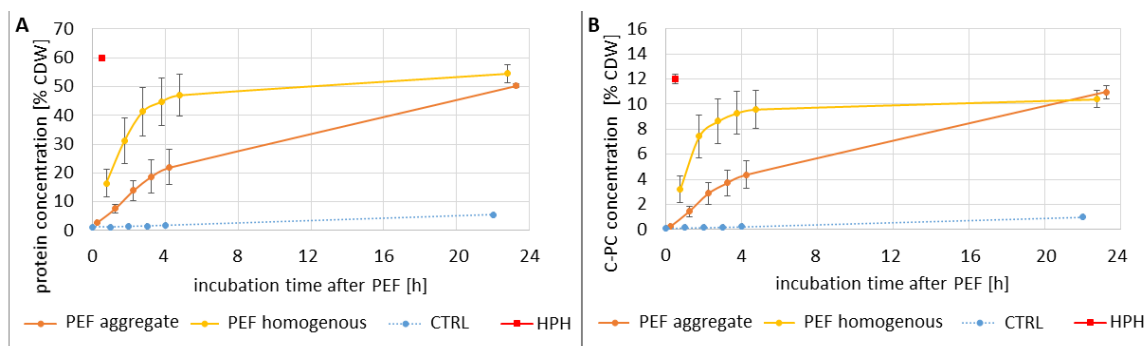 A
protein concentration [% CDW]
70
60
50
40
30
20
10
0
0 4 8 12 16 20 24
incubation time after PEF [h]
PEF aggregate PEF homogenous CTRL HPH
B
C-PC concentration [% CDW]
16
14
12
10
8
6
4
2
0
0 4 8 12 16 20 24
incubation time after PEF [h]
PEF aggregate PEF homogenous CTRL HPH